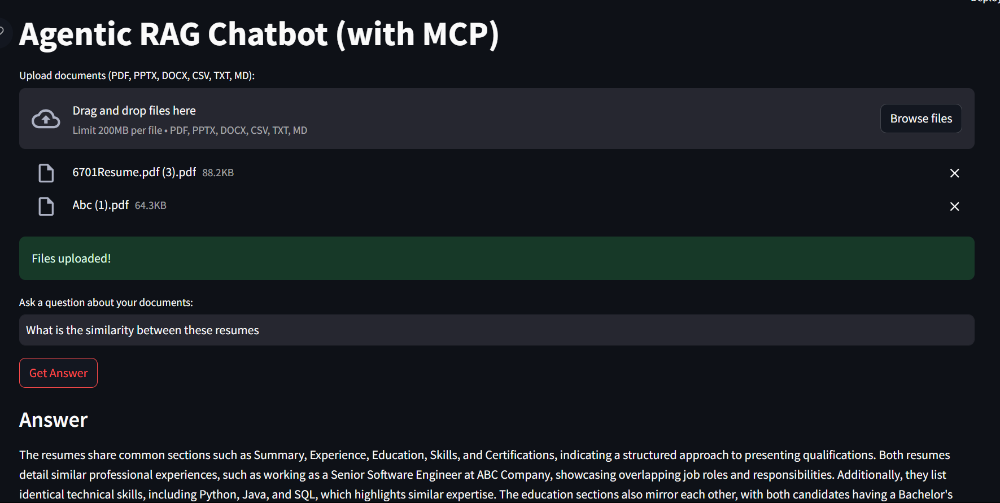 Agentic RAG Chatbot (with MCP)
Upload documents (PDF, PPTX, DOCX, CSV, TXT, MD):
Drag and drop files here
Limit 200MB per file • PDF, PPTX, DOCX, CSV, TXT, MD
Browse files
6701Resume.pdf (3).pdf 88.2KB
Abc (1).pdf 64.3KB
Files uploaded!
Ask a question about your documents:
What is the similarity between these resumes
Get Answer
Answer
The resumes share common sections such as Summary, Experience, Education, Skills, and Certifications, indicating a structured approach to presenting qualifications. Both resumes
detail similar professional experiences, such as working as a Senior Software Engineer at ABC Company, showcasing overlapping job roles and responsibilities. Additionally, they list
identical technical skills, including Python, Java, and SQL, which highlights similar expertise. The education sections also mirror each other, with both candidates having a Bachelor's